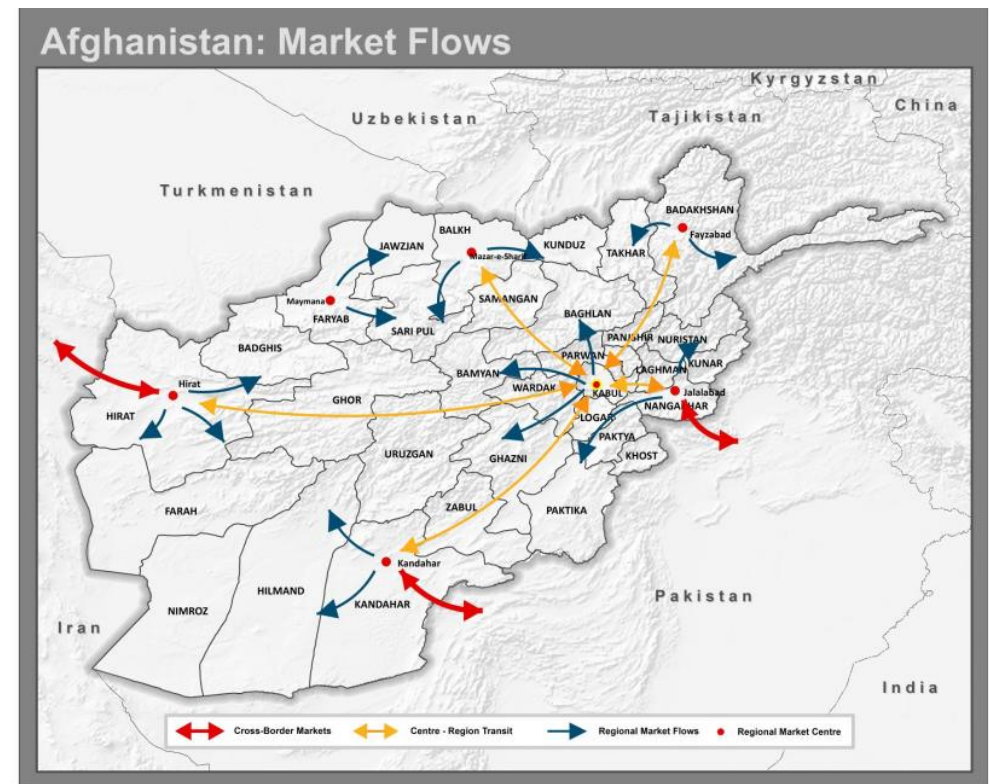 Afghanistan: Market Flows
Kyrgyzstan
China
Uzbekistan
Tajikistan
Turkmenistan
BADAKHSHAN
Fayzabad
BALKH
JAWZJAN
KUNDUZ
TAKHAR
Mazar-e-Sharif
Maymana
FARYAB
SAMANGAN
BAGHLAN
SARI PUL
PANJSHIR
NURISTAN
BADGHIS
PARWAN
KUNAR
LAGHMAN
BAMYAN
Hirat
WARDAK
KABUL
Jalalabad
GHOR
NANGARHAR
HIRAT
LOGAR
PAKTYA
URUZGAN
GHAZNI
KHOST
FARAH
ZABUL
PAKTIKA
Kandahar
HILMAND
KANDAHAR
NIMROZ
Pakistan
Iran
India
Cross-Border Markets
Centre - Region Transit
Regional Market Flows
Regional Market Centre